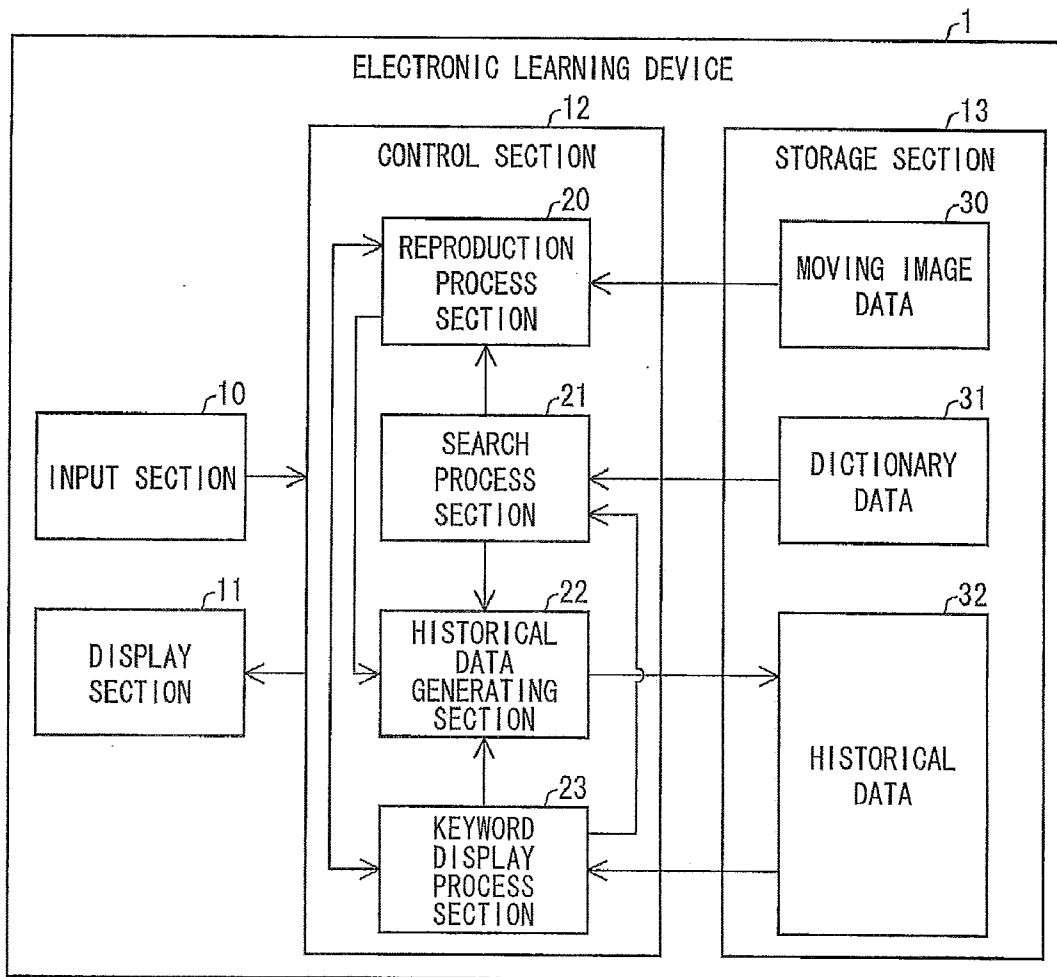 1
ELECTRONIC LEARNING DEVICE
12
CONTROL SECTION
13
STORAGE SECTION
20
REPRODUCTION
PROCESS
SECTION
30
MOVING IMAGE
DATA
10
INPUT SECTION
21
SEARCH
PROCESS
SECTION
31
DICTIONARY
DATA
11
DISPLAY
SECTION
22
HISTORICAL
DATA
GENERATING
SECTION
32
HISTORICAL
DATA
23
KEYWORD
DISPLAY
PROCESS
SECTION